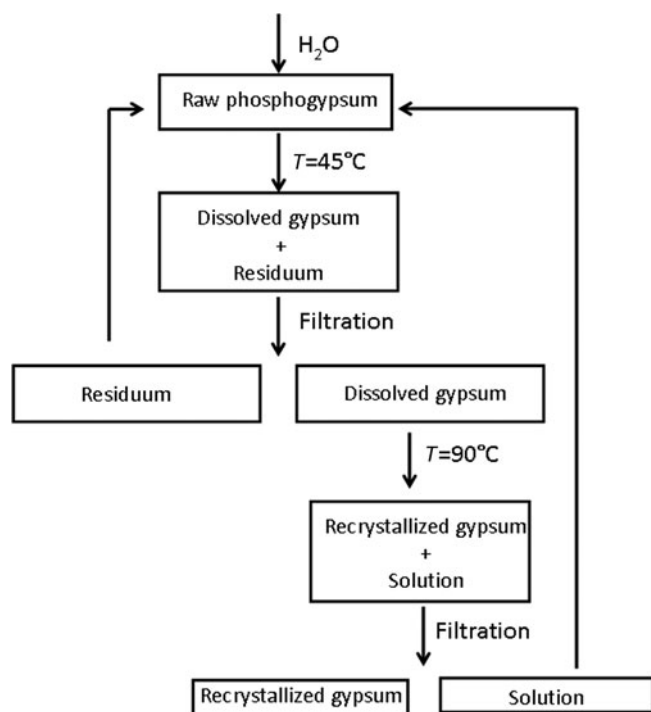 H₂O
Raw phosphogypsum
T=45°C
Dissolved gypsum
+
Residuum
Filtration
Residuum
Dissolved gypsum
T=90°C
Recrystallized gypsum
+
Solution
Filtration
Recrystallized gypsum
Solution